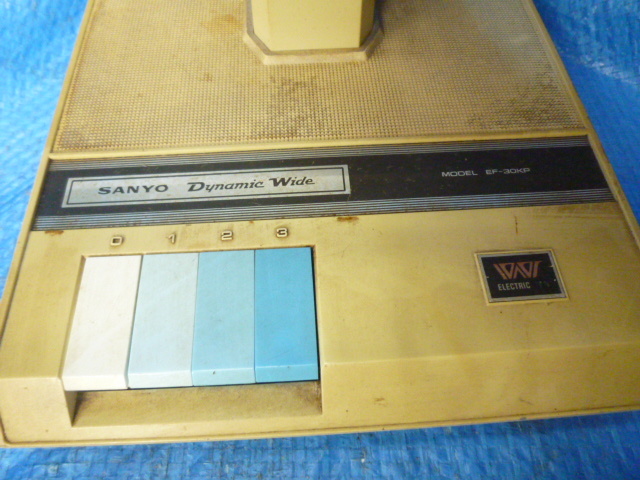 SANYO Dynamic Wide
MODEL EF-30KP
0 1 2 3
ELECTRIC